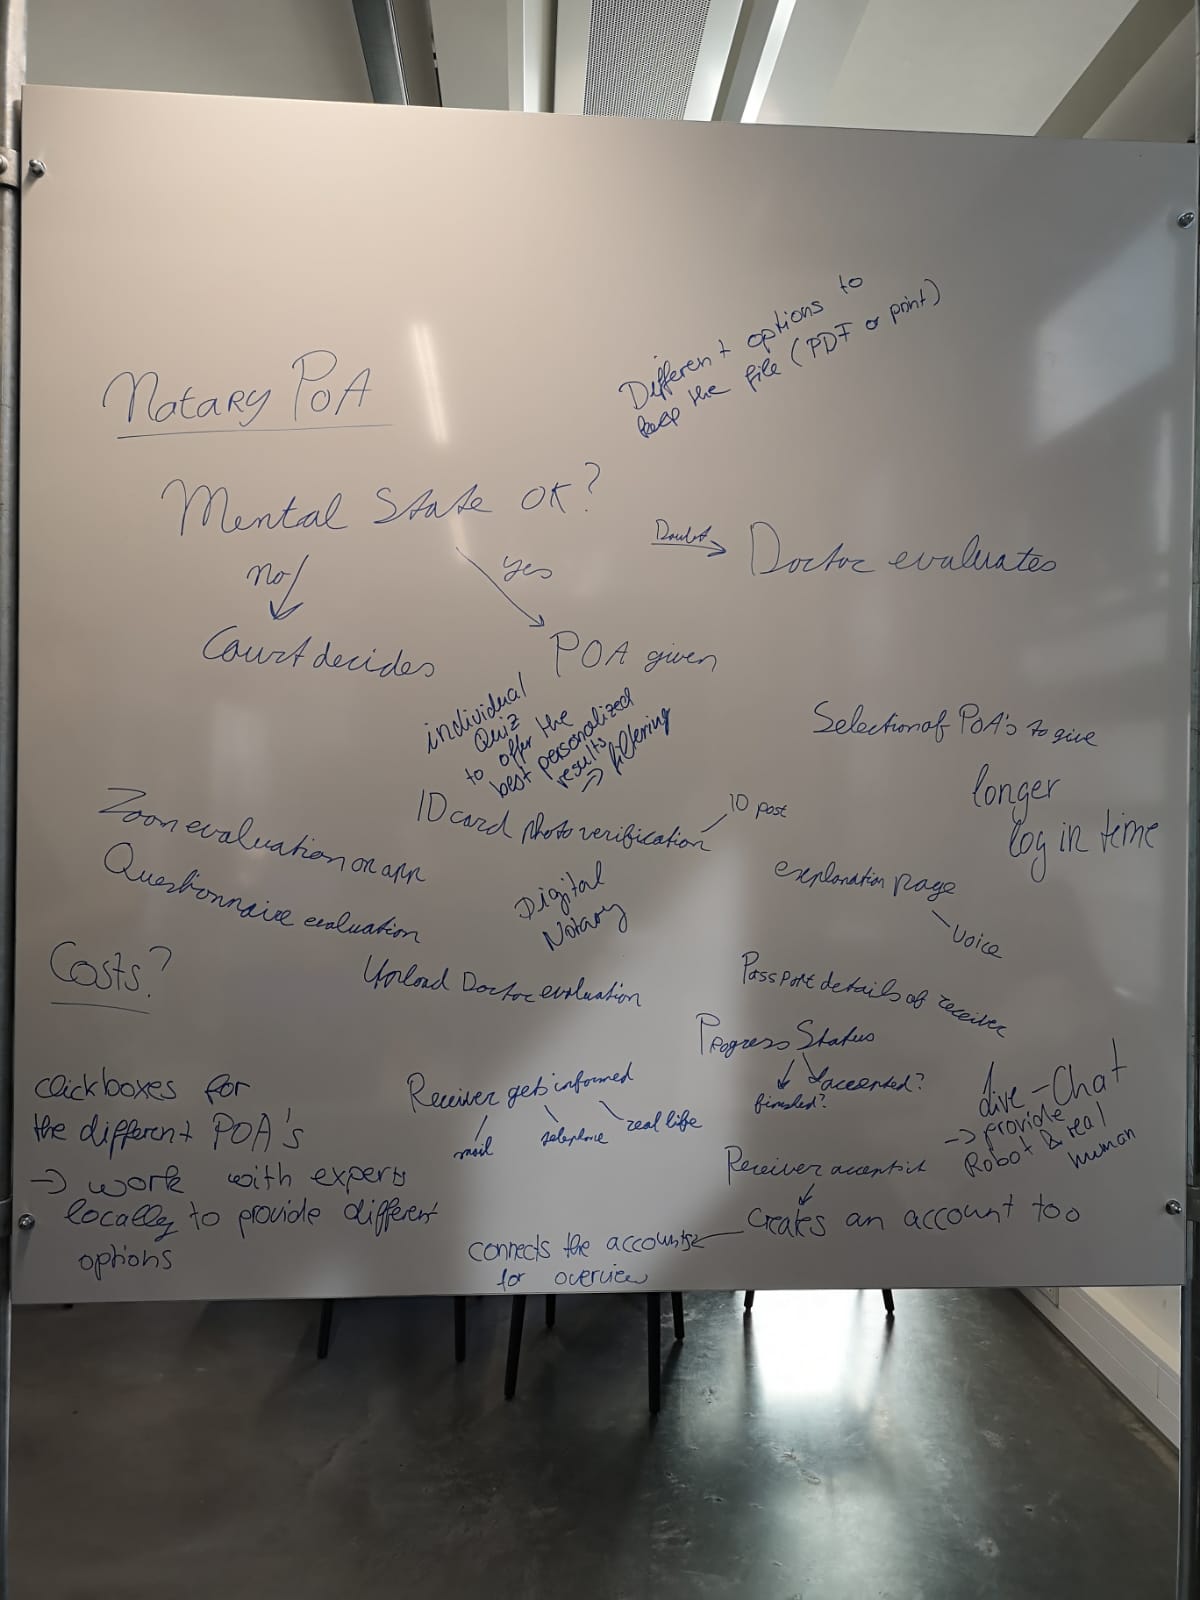 Different options to
keep the file (PDF or print)
Notary PoA
Mental State OK?
Doubt
Doctor evaluates
no
yes
Court decides
POA given
individual
Quiz
to offer the
best personalized
results
→ filtering
Selection of PoA's to give
longer
log in time
Zoom evaluation on app
Questionnaire evaluation
ID card photo verification
ID post
Digital
Notary
explanation page
Voice
Costs?
Upload Doctor evaluation
Passport details of receiver
Progress Status
finished?
accepted?
clickboxes for
the different POA's
→ work with experts
locally to provide different
options
Receiver gets informed
mail
telephone
real life
Live-Chat
→ provide
Robot & real
human
Receiver accepts it
creates an account too
connects the accounts
for overview